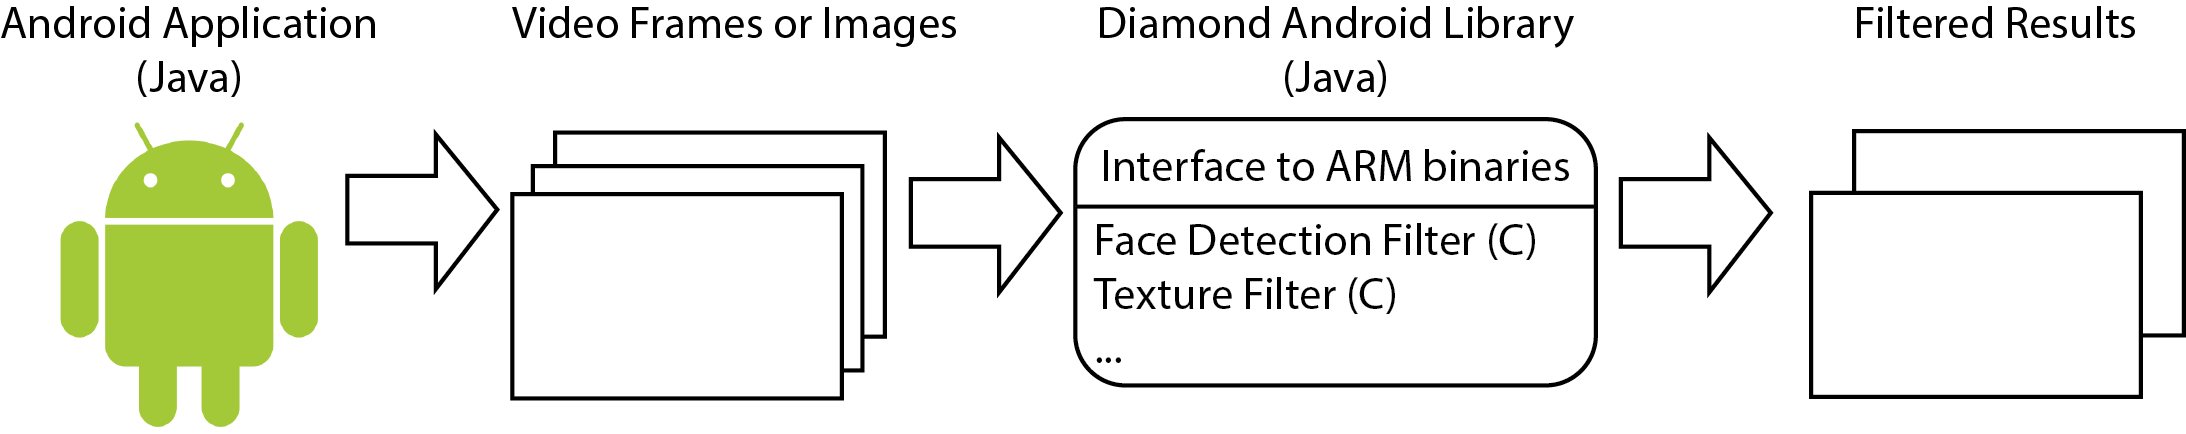 Android Application
(Java)
Video Frames or Images
Diamond Android Library
(Java)
Interface to ARM binaries
Face Detection Filter (C)
Texture Filter (C)
...
Filtered Results